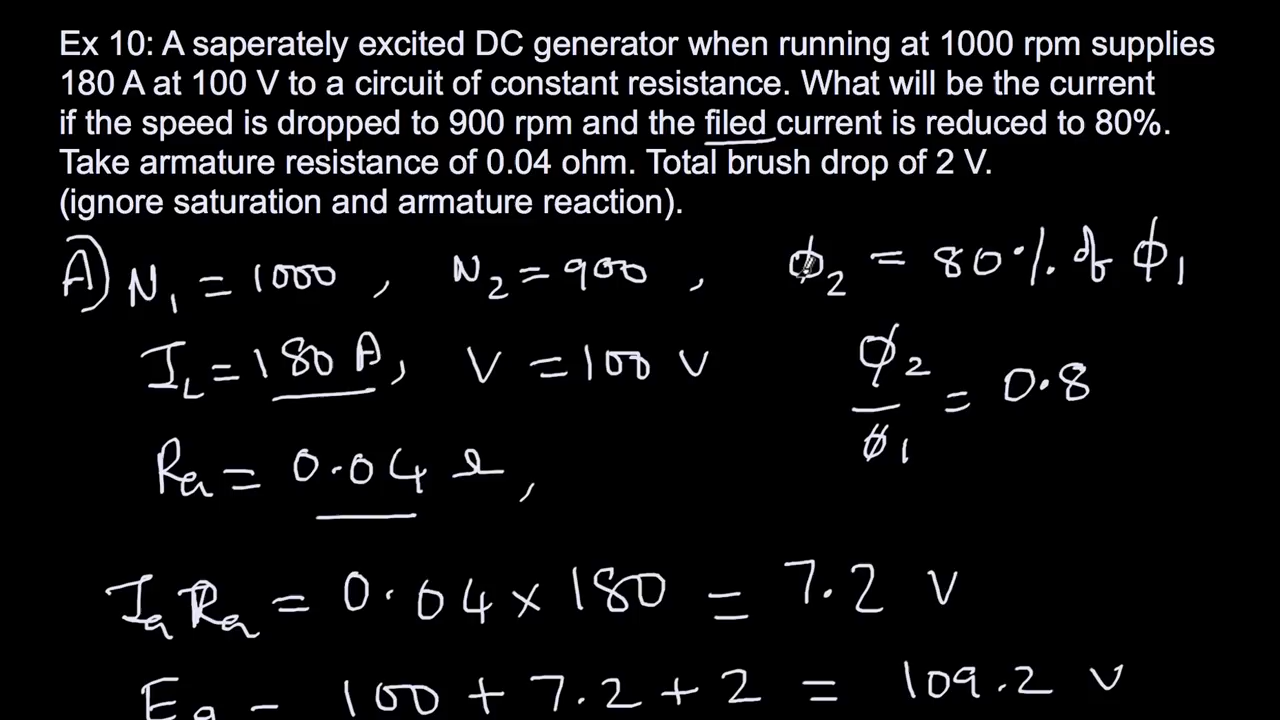 Ex 10: A saperately excited DC generator when running at 1000 rpm supplies
180 A at 100 V to a circuit of constant resistance. What will be the current
if the speed is dropped to 900 rpm and the filed current is reduced to 80%.
Take armature resistance of 0.04 ohm. Total brush drop of 2 V.
(ignore saturation and armature reaction).
A) N₁ = 1000 , N₂ = 900 , ϕ₂ = 80 % of ϕ₁
I_L = 180 A, V = 100 V
ϕ₂ / ϕ₁ = 0.8
Ra = 0.04 Ω ,
Ia Ra = 0.04 × 180 = 7.2 V
Eg = 100 + 7.2 + 2 = 109.2 V